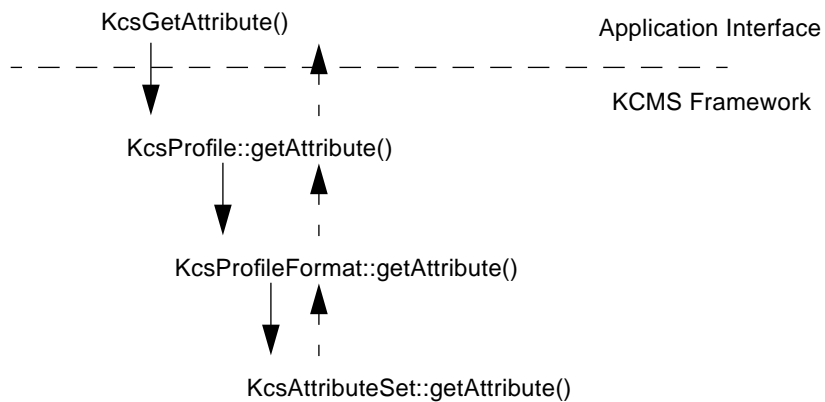 KcsGetAttribute()
Application Interface
KCMS Framework
KcsProfile::getAttribute()
KcsProfileFormat::getAttribute()
KcsAttributeSet::getAttribute()